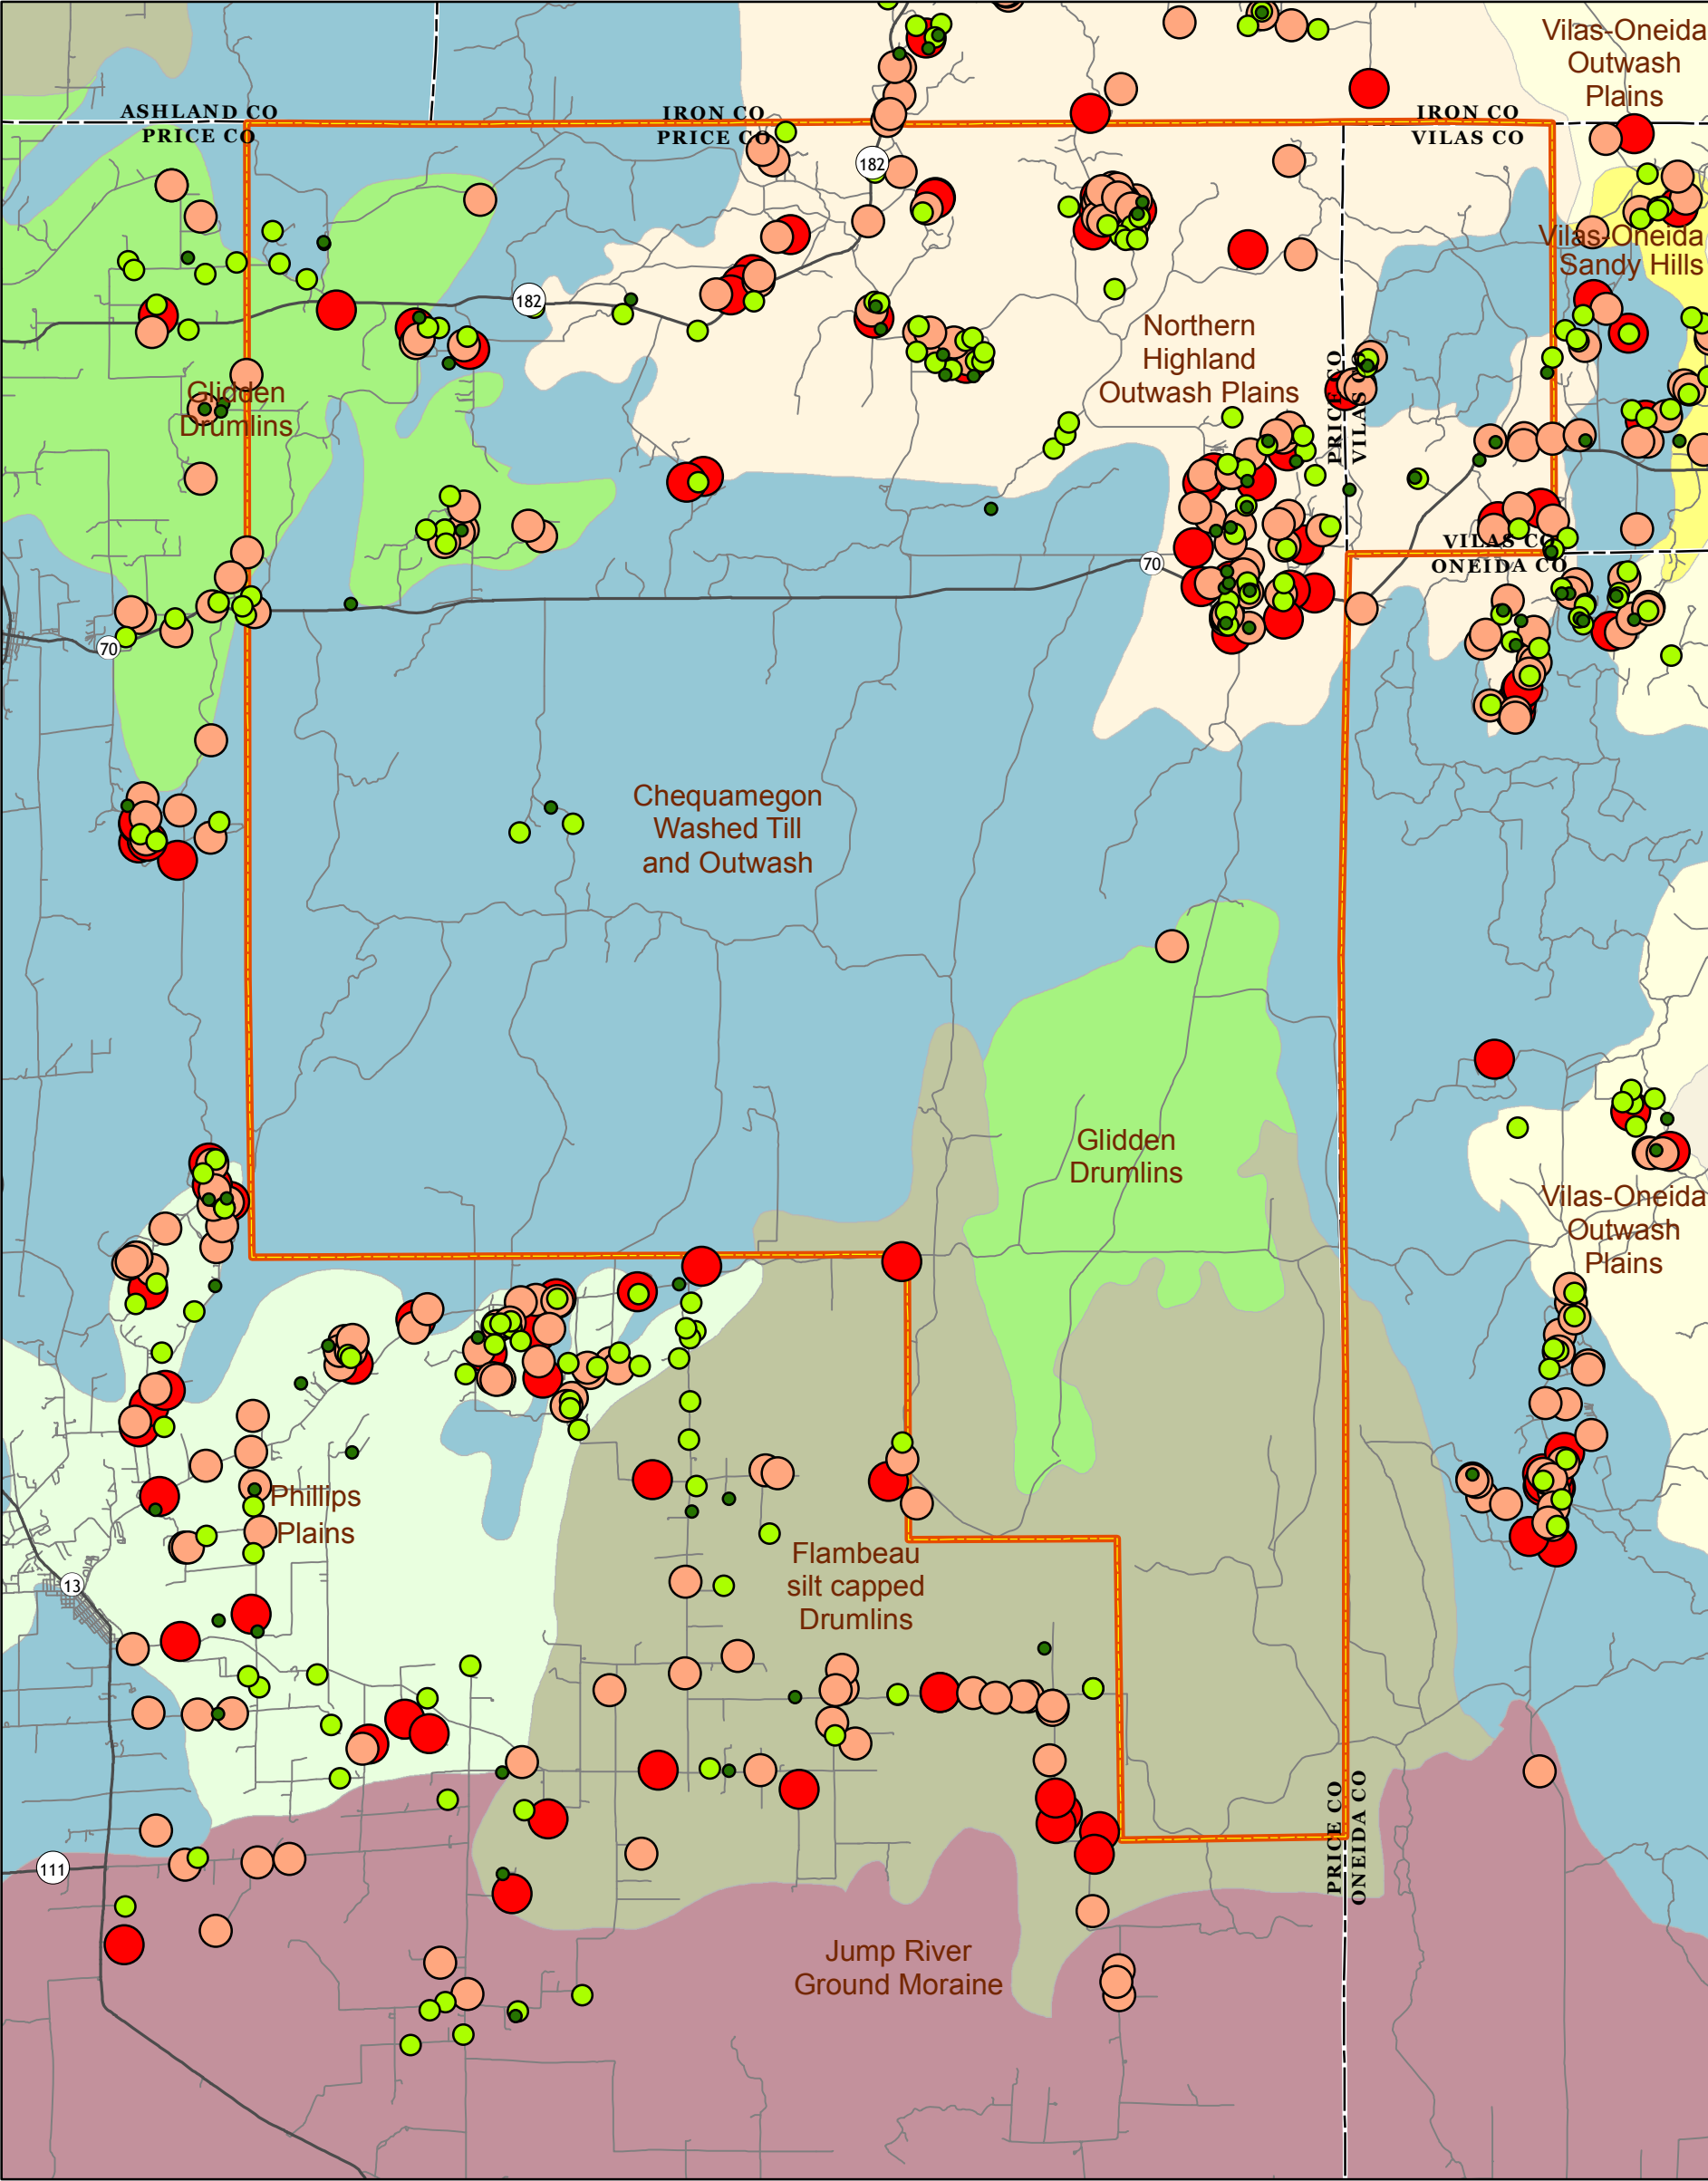 Vilas-Oneida
Outwash
Plains
ASHLAND CO
PRICE CO
IRON CO
PRICE CO
IRON CO
VILAS CO
182
Vilas-Oneida
Sandy Hills
182
Northern
Highland
Outwash Plains
PRICE CO
VILAS CO
Glidden
Drumlins
VILAS CO
ONEIDA CO
70
70
Chequamegon
Washed Till
and Outwash
Glidden
Drumlins
Vilas-Oneida
Outwash
Plains
Phillips
Plains
Flambeau
silt capped
Drumlins
13
PRICE CO
ONEIDA CO
111
Jump River
Ground Moraine